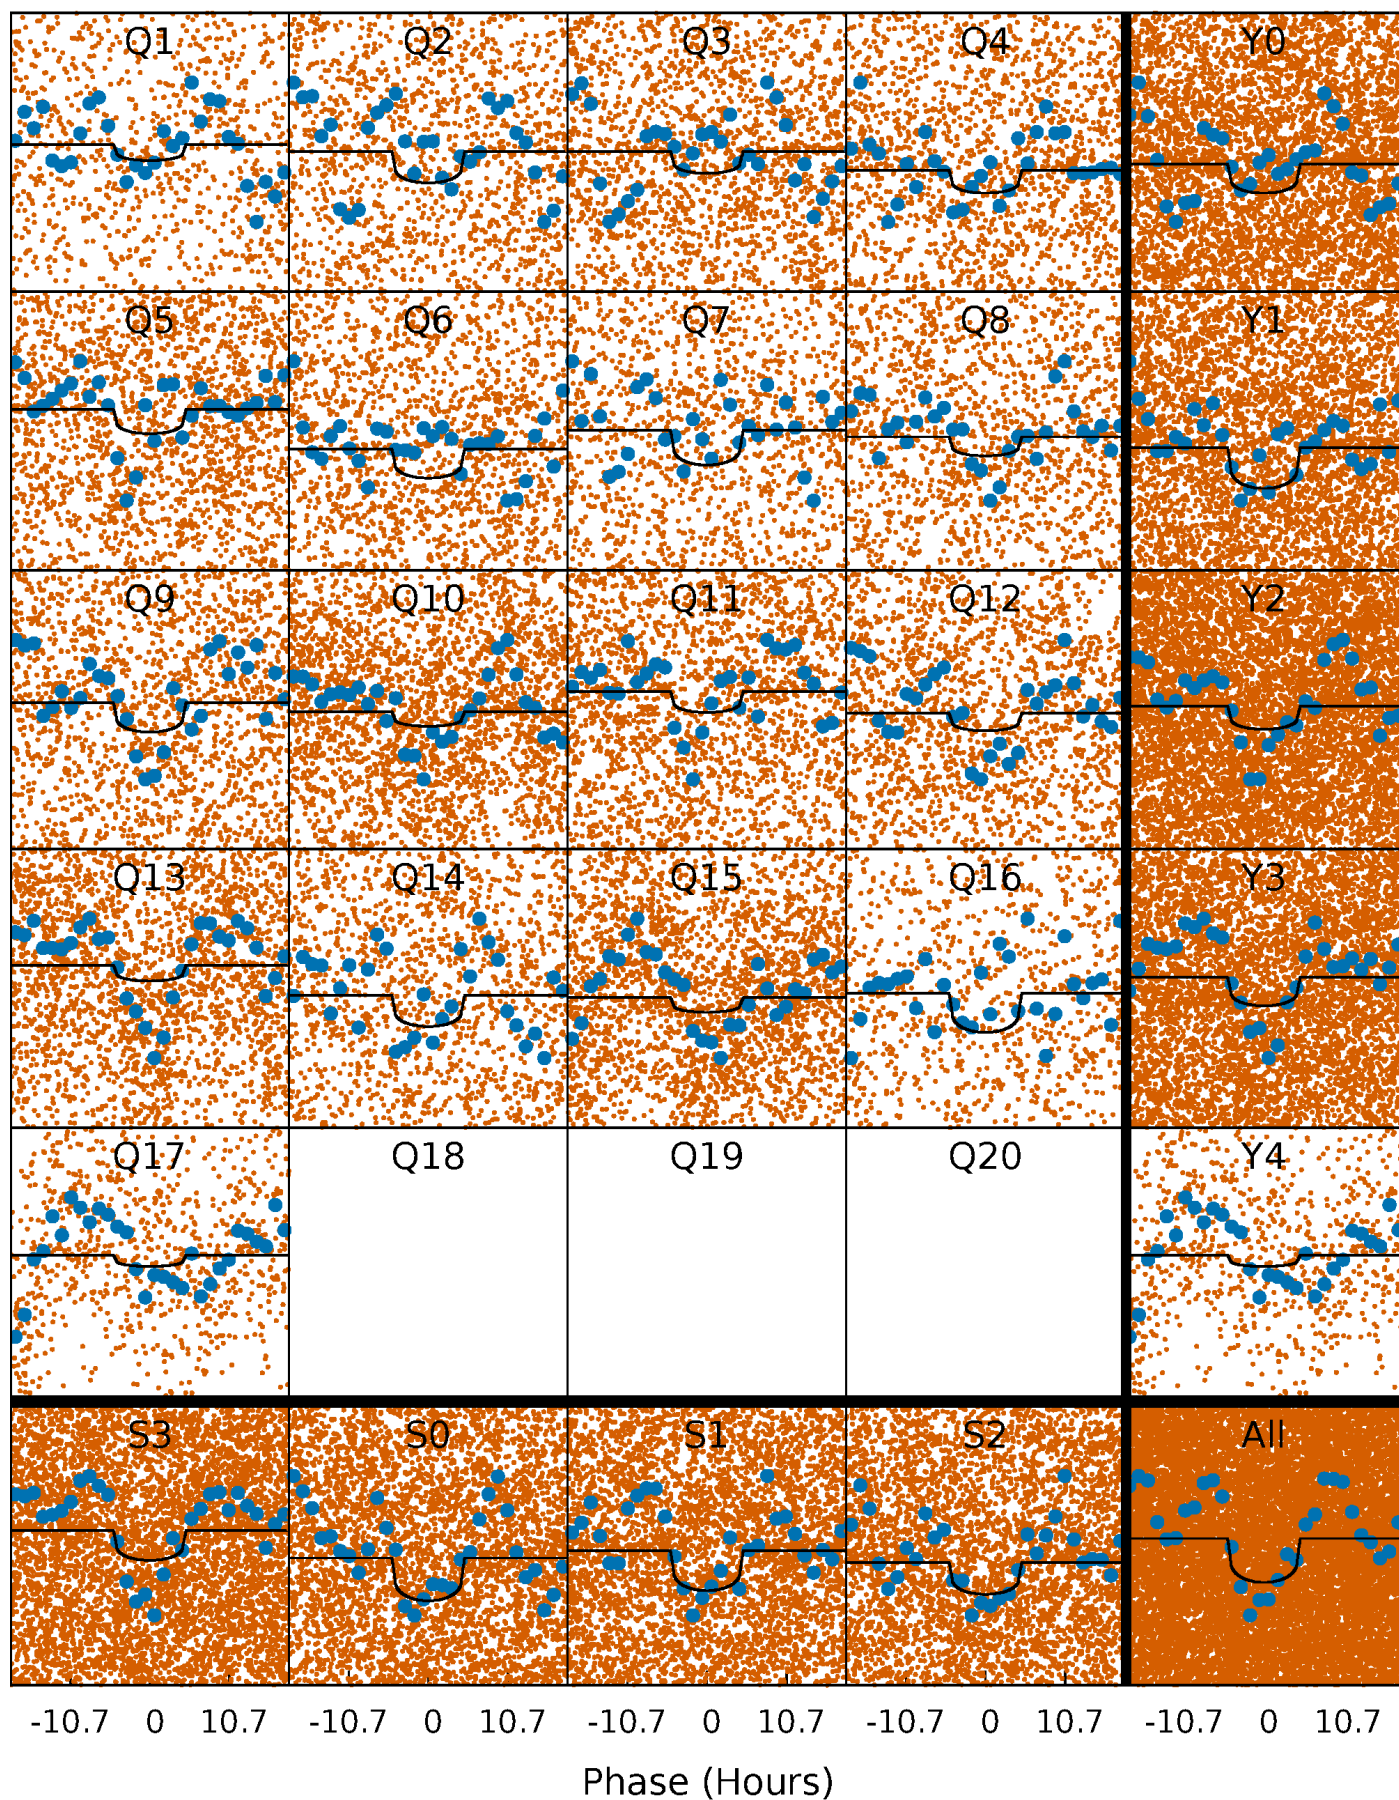 Q1 Q2 Q3 Q4 Y0
Q5 Q6 Q7 Q8 Y1
Q9 Q10 Q11 Q12 Y2
Q13 Q14 Q15 Q16 Y3
Q17 Q18 Q19 Q20 Y4
S3 S0 S1 S2 All
-10.7 0 10.7 -10.7 0 10.7 -10.7 0 10.7 -10.7 0 10.7 -10.7 0 10.7
Phase (Hours)